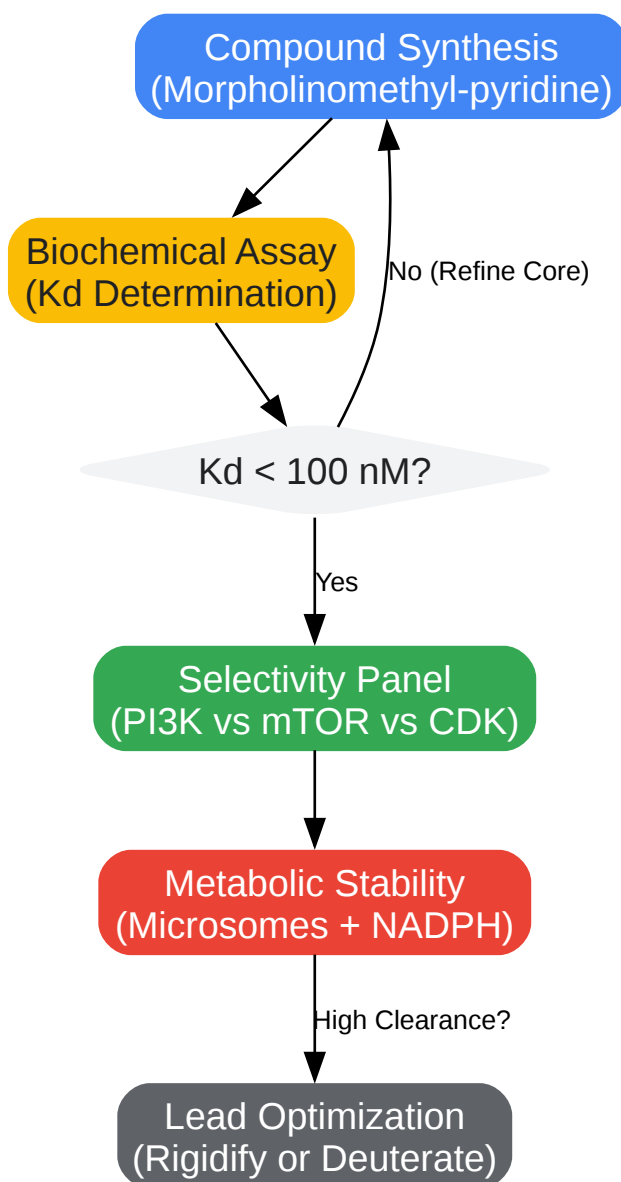 Compound Synthesis
(Morpholinomethyl-pyridine)
Biochemical Assay
(Kd Determination)
No (Refine Core)
Kd < 100 nM?
Yes
Selectivity Panel
(PI3K vs mTOR vs CDK)
Metabolic Stability
(Microsomes + NADPH)
High Clearance?
Lead Optimization
(Rigidify or Deuterate)